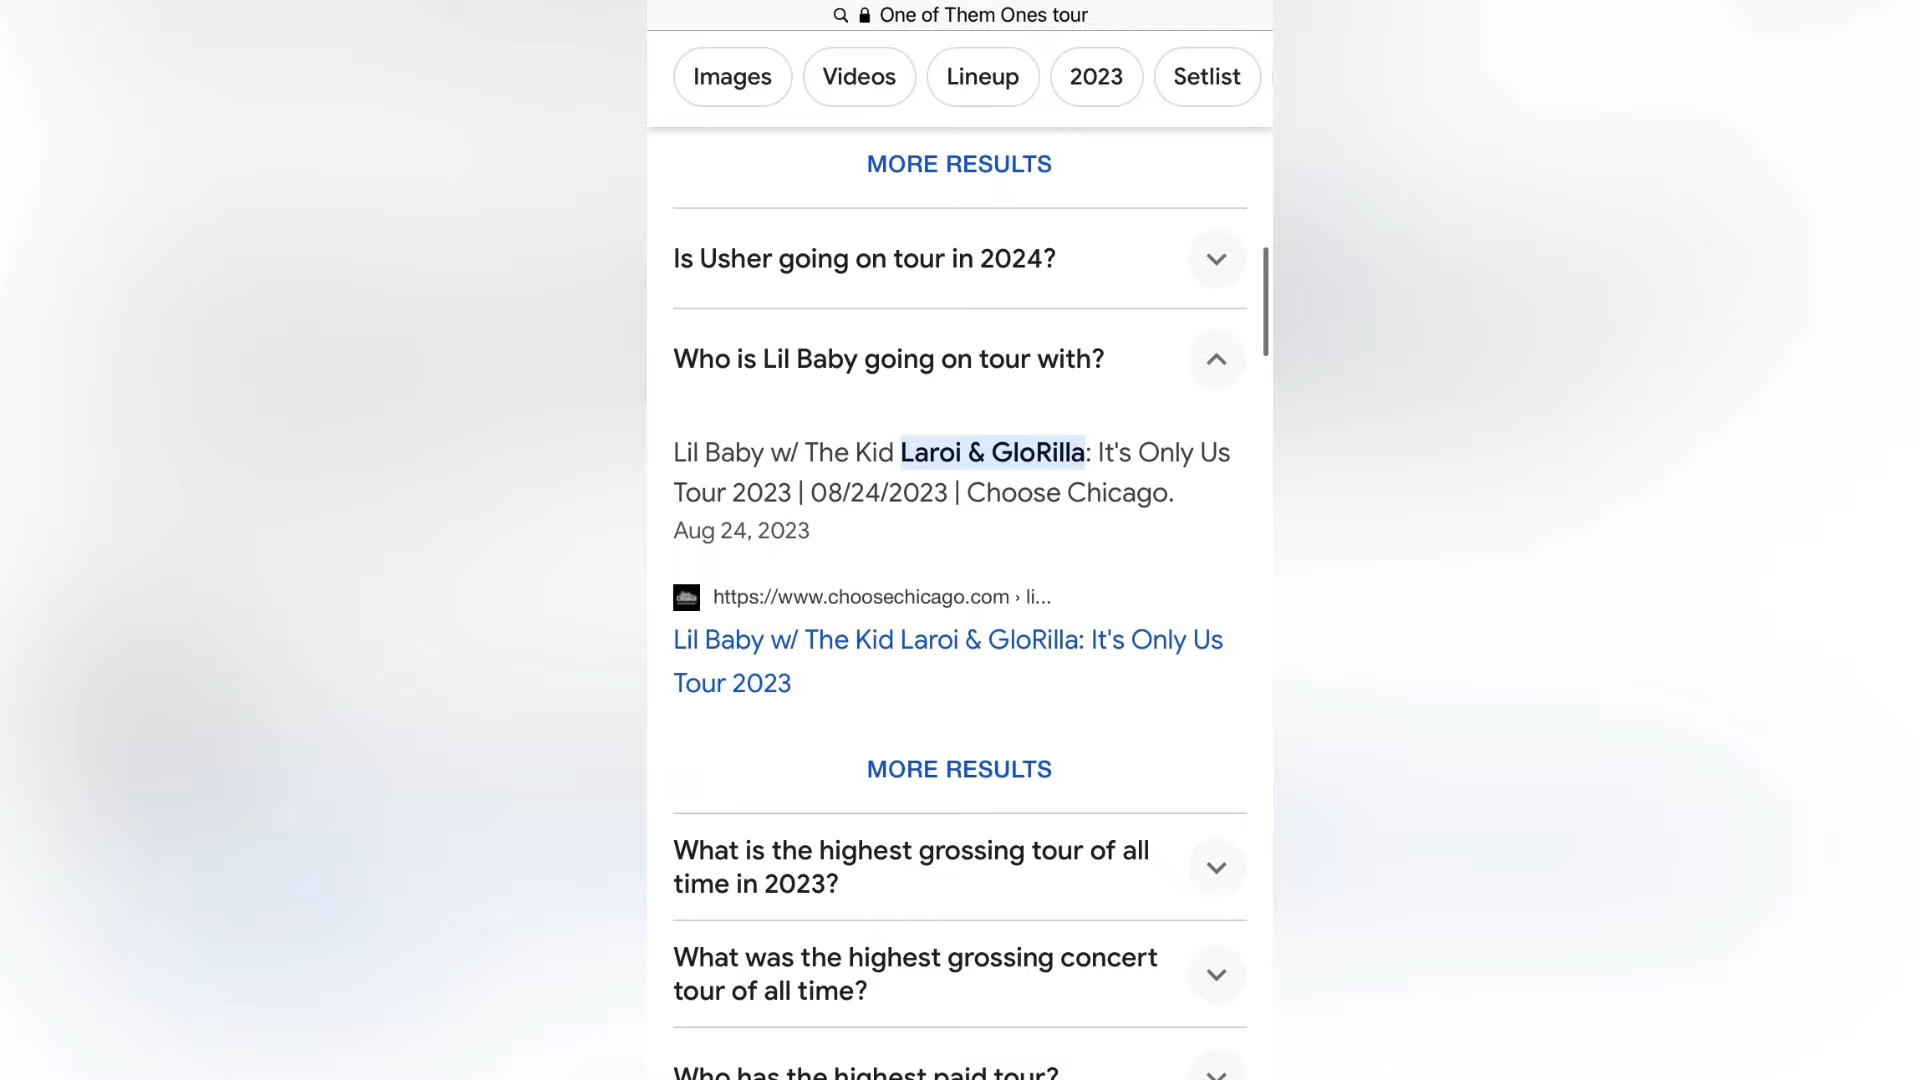 One of Them Ones tour
Images Videos Lineup 2023 Setlist
MORE RESULTS
Is Usher going on tour in 2024?
Who is Lil Baby going on tour with?
Lil Baby w/ The Kid Laroi & GloRilla: It's Only Us
Tour 2023 | 08/24/2023 | Choose Chicago.
Aug 24, 2023
https://www.choosechicago.com › li...
Lil Baby w/ The Kid Laroi & GloRilla: It's Only Us
Tour 2023
MORE RESULTS
What is the highest grossing tour of all
time in 2023?
What was the highest grossing concert
tour of all time?
Who has the highest paid tour?